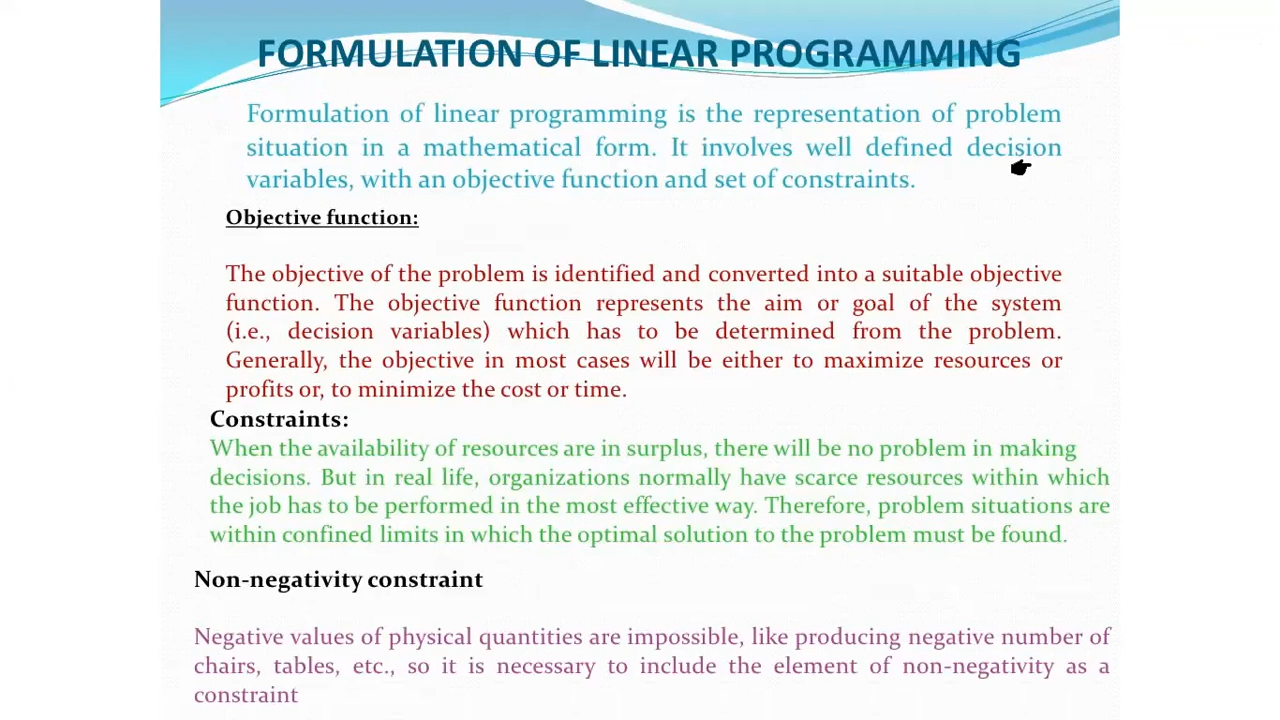 FORMULATION OF LINEAR PROGRAMMING
Formulation of linear programming is the representation of problem
situation in a mathematical form. It involves well defined decision
variables, with an objective function and set of constraints.
Objective function:
The objective of the problem is identified and converted into a suitable objective
function. The objective function represents the aim or goal of the system
(i.e., decision variables) which has to be determined from the problem.
Generally, the objective in most cases will be either to maximize resources or
profits or, to minimize the cost or time.
Constraints:
When the availability of resources are in surplus, there will be no problem in making
decisions. But in real life, organizations normally have scarce resources within which
the job has to be performed in the most effective way. Therefore, problem situations are
within confined limits in which the optimal solution to the problem must be found.
Non-negativity constraint
Negative values of physical quantities are impossible, like producing negative number of
chairs, tables, etc., so it is necessary to include the element of non-negativity as a
constraint